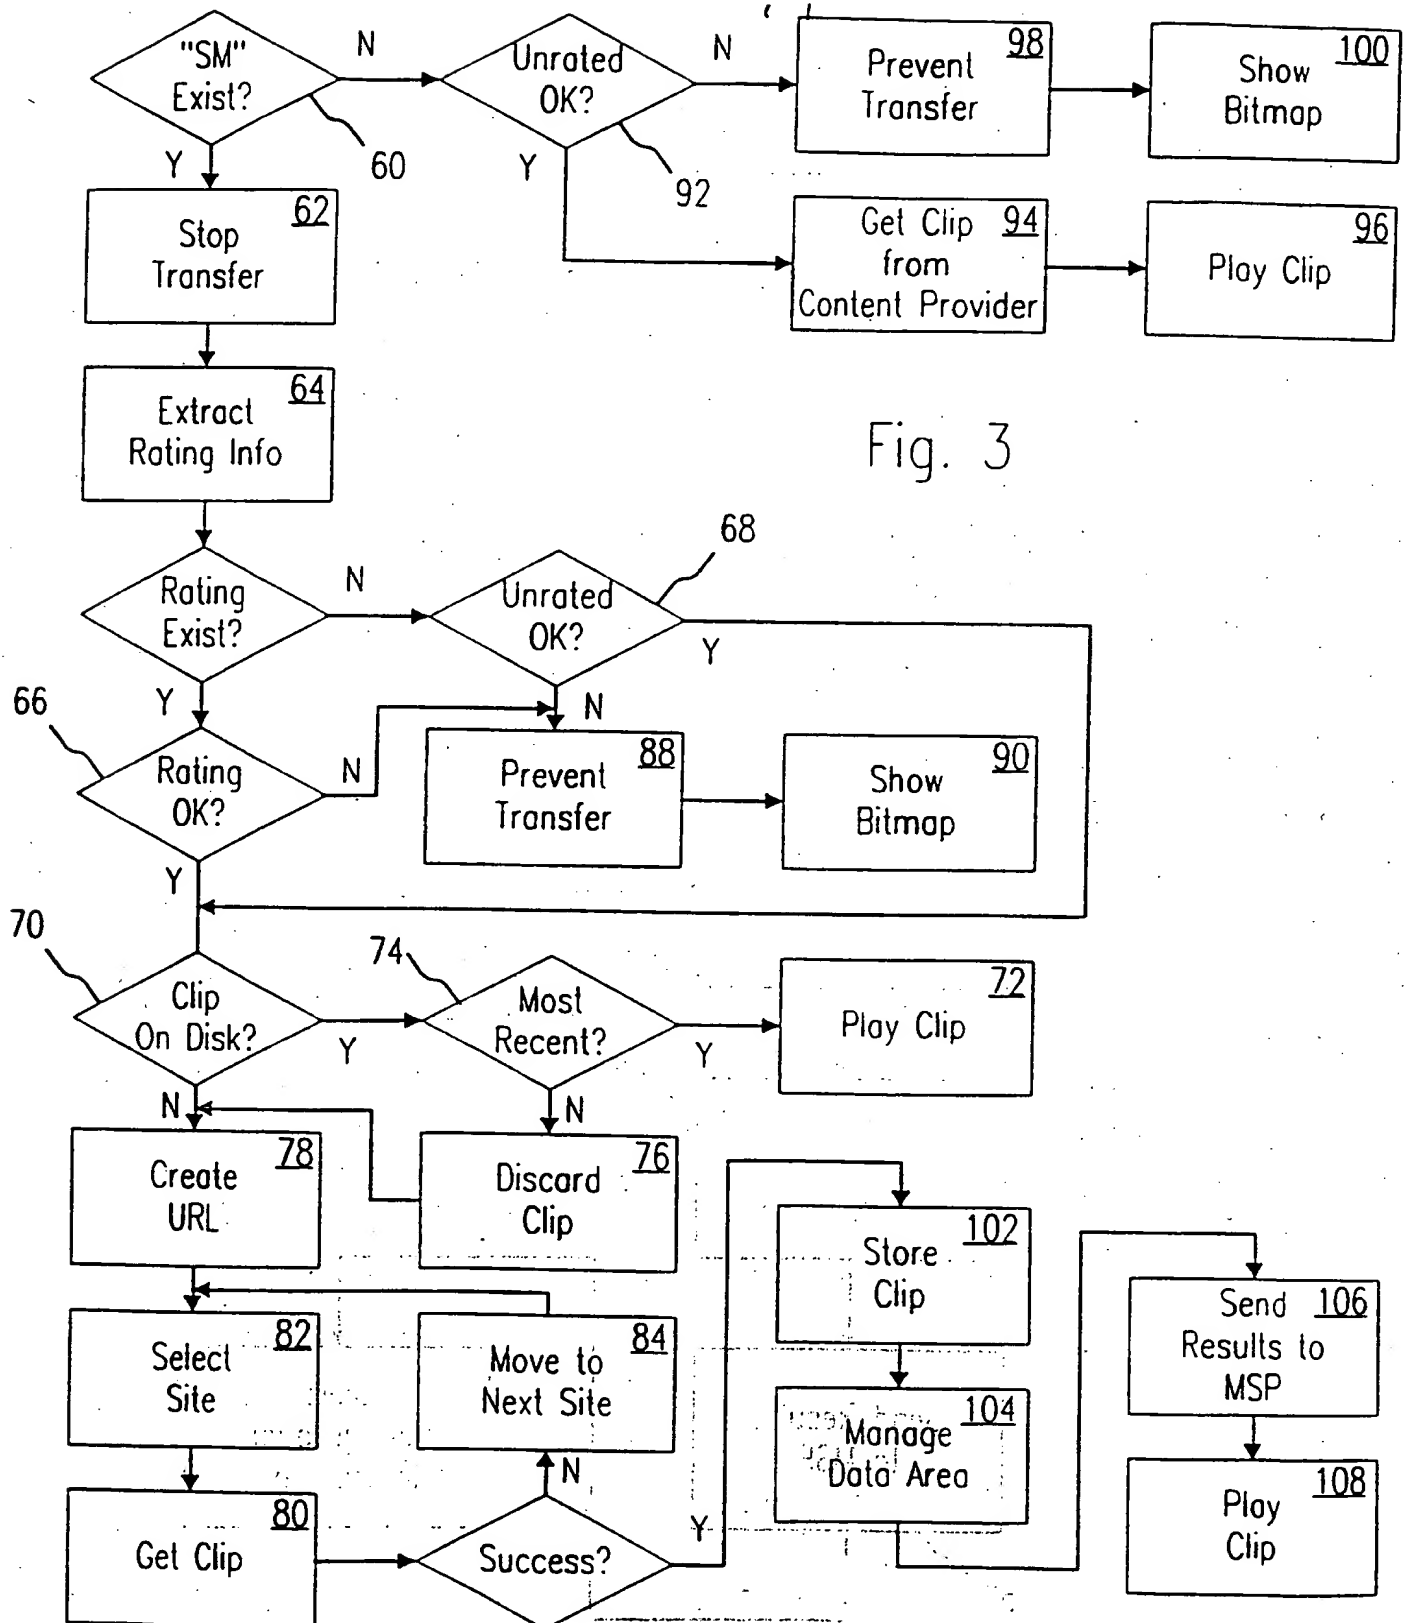 "SM"
Exist?
N
Y
60
Unrated
OK?
N
Y
92
98
Prevent
Transfer
100
Show
Bitmap
62
Stop
Transfer
Get Clip 94
from
Content Provider
96
Play Clip
64
Extract
Rating Info
Fig. 3
Rating
Exist?
N
Y
Unrated
OK?
68
Y
N
66
Rating
OK?
N
Y
88
Prevent
Transfer
90
Show
Bitmap
70
Clip
On Disk?
Y
N
74
Most
Recent?
Y
N
72
Play Clip
78
Create
URL
76
Discard
Clip
102
Store
Clip
82
Select
Site
84
Move to
Next Site
104
Manage
Data Area
Send 106
Results to
MSP
80
Get Clip
Success?
N
Y
108
Play
Clip